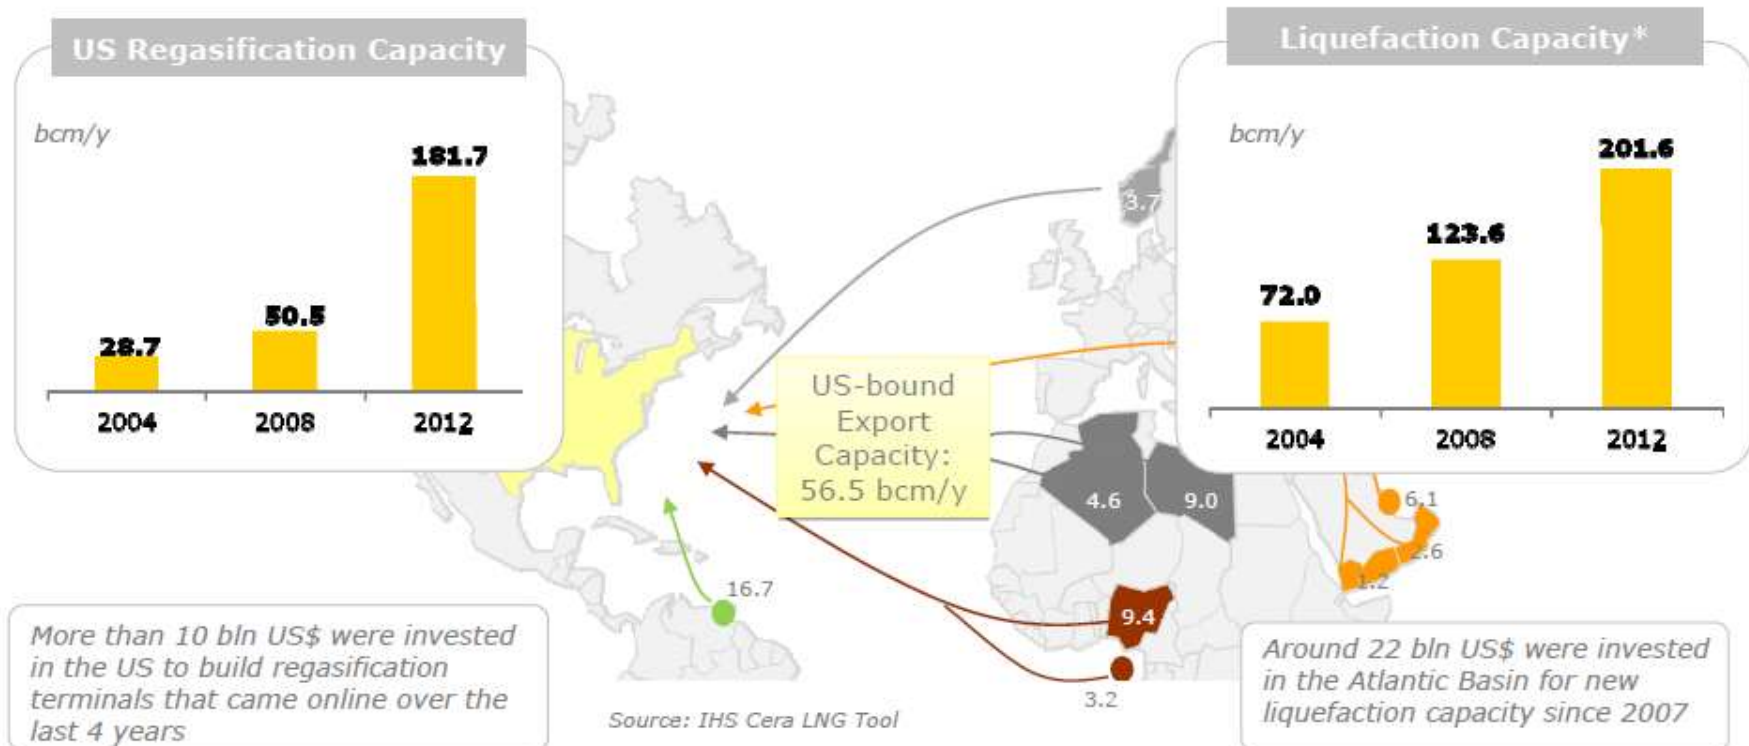 US Regasification Capacity
bcm/y
28.7
50.5
181.7
2004
2008
2012
Liquefaction Capacity*
bcm/y
72.0
123.6
201.6
2004
2008
2012
3.7
US-bound
Export
Capacity:
56.5 bcm/y
4.6
9.0
6.1
2.6
1.2
16.7
9.4
3.2
More than 10 bln US$ were invested
in the US to build regasification
terminals that came online over the
last 4 years
Source: IHS Cera LNG Tool
Around 22 bln US$ were invested
in the Atlantic Basin for new
liquefaction capacity since 2007